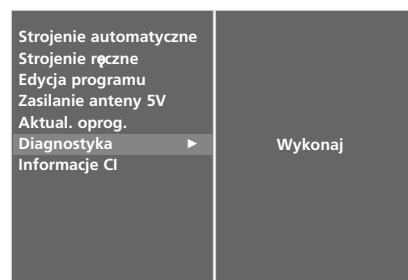 Strojenie automatyczne
Strojenie ręczne
Edycja programu
Zasilanie anteny 5V
Aktual. oprog.
Diagnostyka ►
Wykonaj
Informacje CI